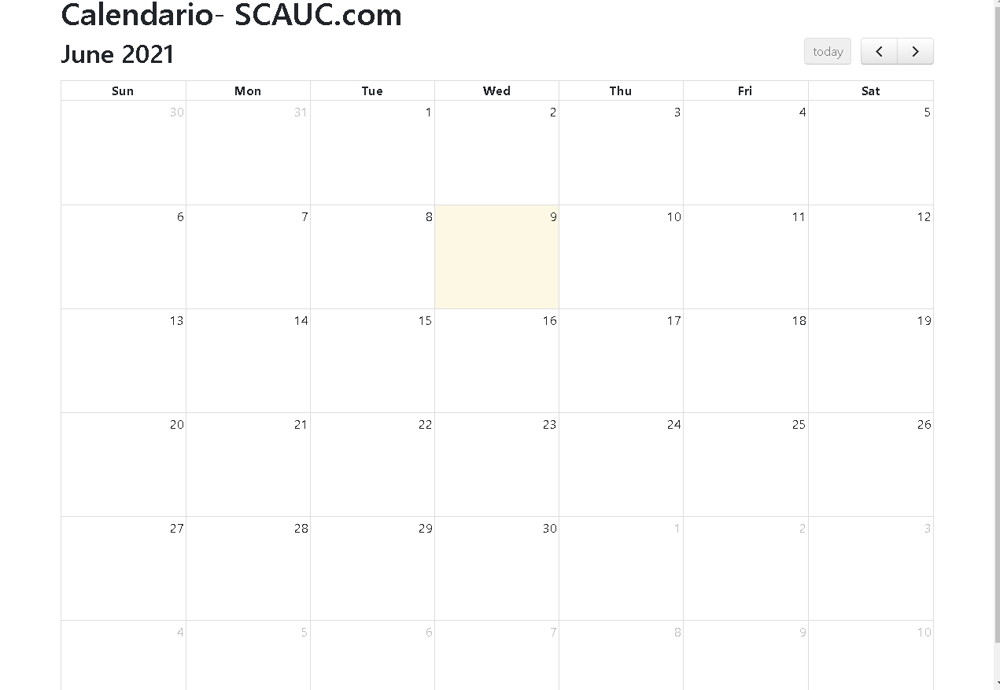 Calendario- SCAUC.com
June 2021
today
Sun Mon Tue Wed Thu Fri Sat
30 31 1 2 3 4 5
6 7 8 9 10 11 12
13 14 15 16 17 18 19
20 21 22 23 24 25 26
27 28 29 30 1 2 3
4 5 6 7 8 9 10